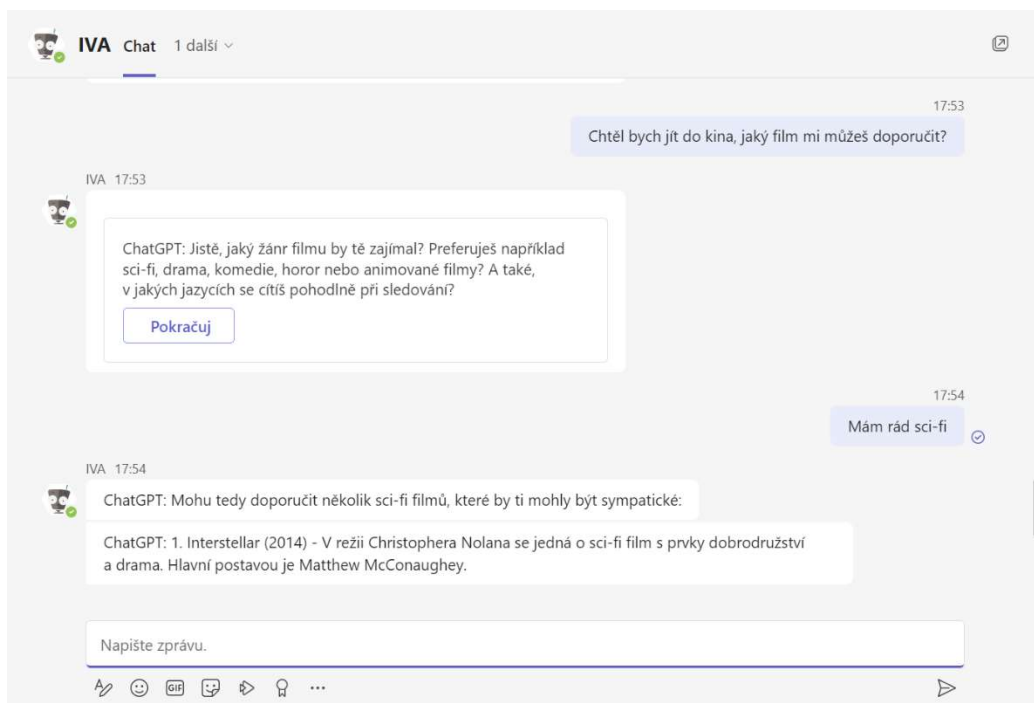 IVA Chat 1 další
17:53
Chtěl bych jít do kina, jaký film mi můžeš doporučit?
IVA 17:53
ChatGPT: Jistě, jaký žánr filmu by tě zajímal? Preferuješ například
sci-fi, drama, komedie, horor nebo animované filmy? A také,
v jakých jazycích se cítíš pohodlně při sledování?
Pokračuj
17:54
Mám rád sci-fi
IVA 17:54
ChatGPT: Mohu tedy doporučit několik sci-fi filmů, které by ti mohly být sympatické:
ChatGPT: 1. Interstellar (2014) - V režii Christophera Nolana se jedná o sci-fi film s prvky dobrodružství
a drama. Hlavní postavou je Matthew McConaughey.
Napište zprávu.
GIF